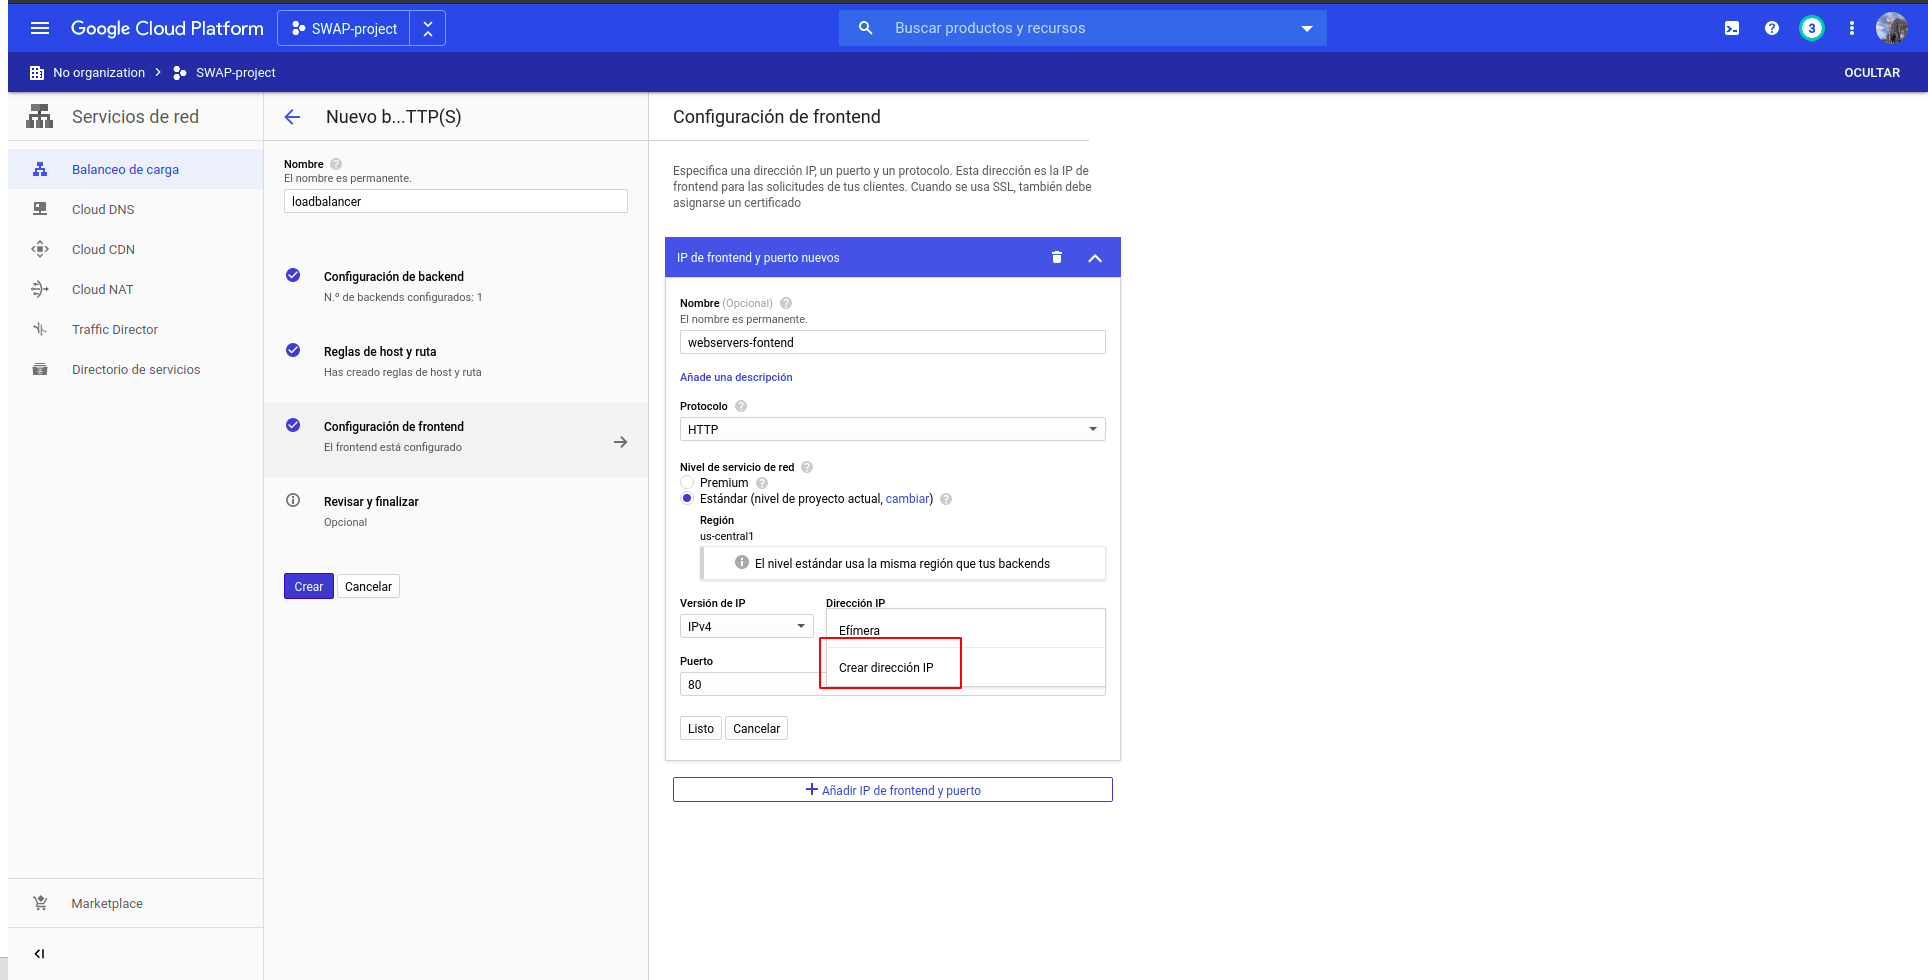 Google Cloud Platform
SWAP-project
Buscar productos y recursos
3
No organization
SWAP-project
OCULTAR
Servicios de red
Balanceo de carga
Cloud DNS
Cloud CDN
Cloud NAT
Traffic Director
Directorio de servicios
Marketplace
Nuevo b...TTP(S)
Nombre
El nombre es permanente.
loadbalancer
Configuración de backend
N.º de backends configurados: 1
Reglas de host y ruta
Has creado reglas de host y ruta
Configuración de frontend
El frontend está configurado
Revisar y finalizar
Opcional
Crear
Cancelar
Configuración de frontend
Especifica una dirección IP, un puerto y un protocolo. Esta dirección es la IP de
frontend para las solicitudes de tus clientes. Cuando se usa SSL, también debe
asignarse un certificado
IP de frontend y puerto nuevos
Nombre (Opcional)
El nombre es permanente.
webservers-fontend
Añade una descripción
Protocolo
HTTP
Nivel de servicio de red
Premium
Estándar (nivel de proyecto actual, cambiar)
Región
us-central1
El nivel estándar usa la misma región que tus backends
Versión de IP
IPv4
Dirección IP
Efímera
Crear dirección IP
Puerto
80
Listo
Cancelar
Añadir IP de frontend y puerto